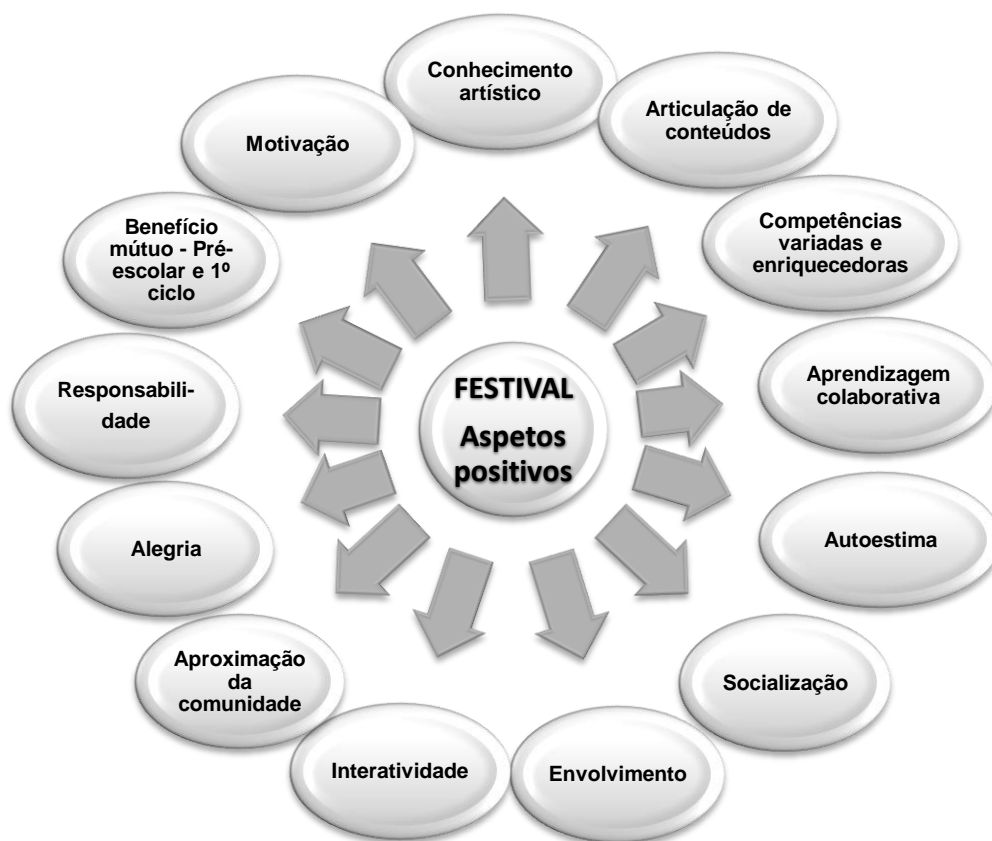 Conhecimento
artístico
Articulação de
conteúdos
Competências
variadas e
enriquecedoras
Aprendizagem
colaborativa
Autoestima
Socialização
Envolvimento
Interatividade
Aproximação
da
comunidade
Alegria
Responsabili-
dade
Benefício
mútuo - Pré-
escolar e 1º
ciclo
Motivação
FESTIVAL
Aspetos
positivos